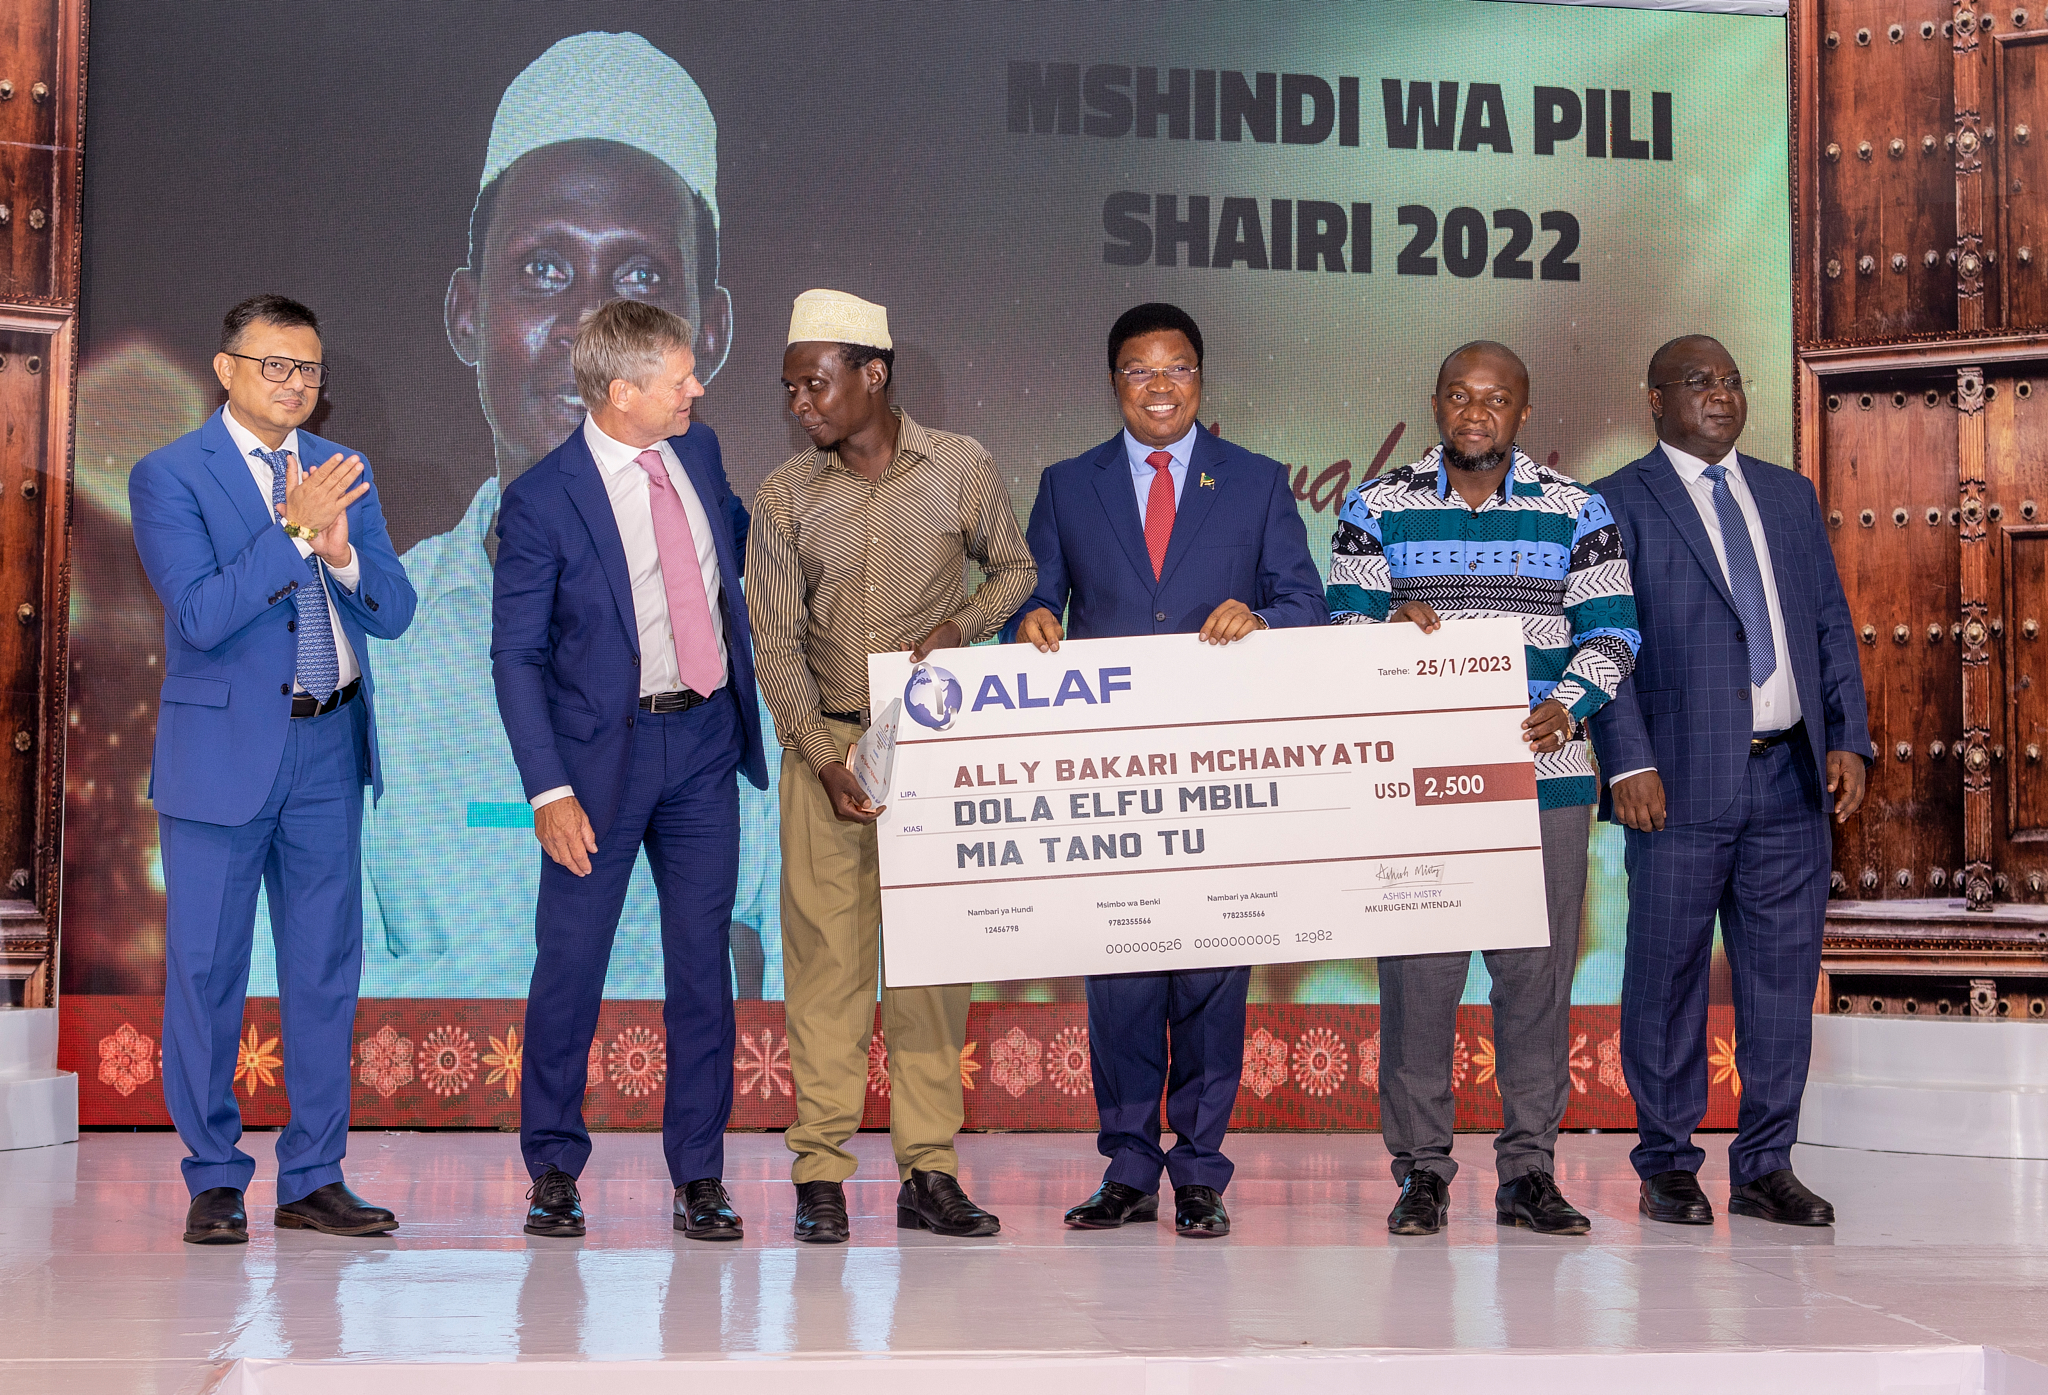 MSHINDI WA PILI
SHAIRI 2022
ALAF
Tarehe: 25/1/2023
LIPA ALLY BAKARI MCHANYATO
KIASI DOLA ELFU MBILI
MIA TANO TU
USD 2,500
Nambari ya Hundi
12456798
Msimbo wa Benki
9782355566
Nambari ya Akaunti
9782355566
Ashish Mistry
ASHISH MISTRY
MKURUGENZI MTENDAJI
000000526 0000000005 12982